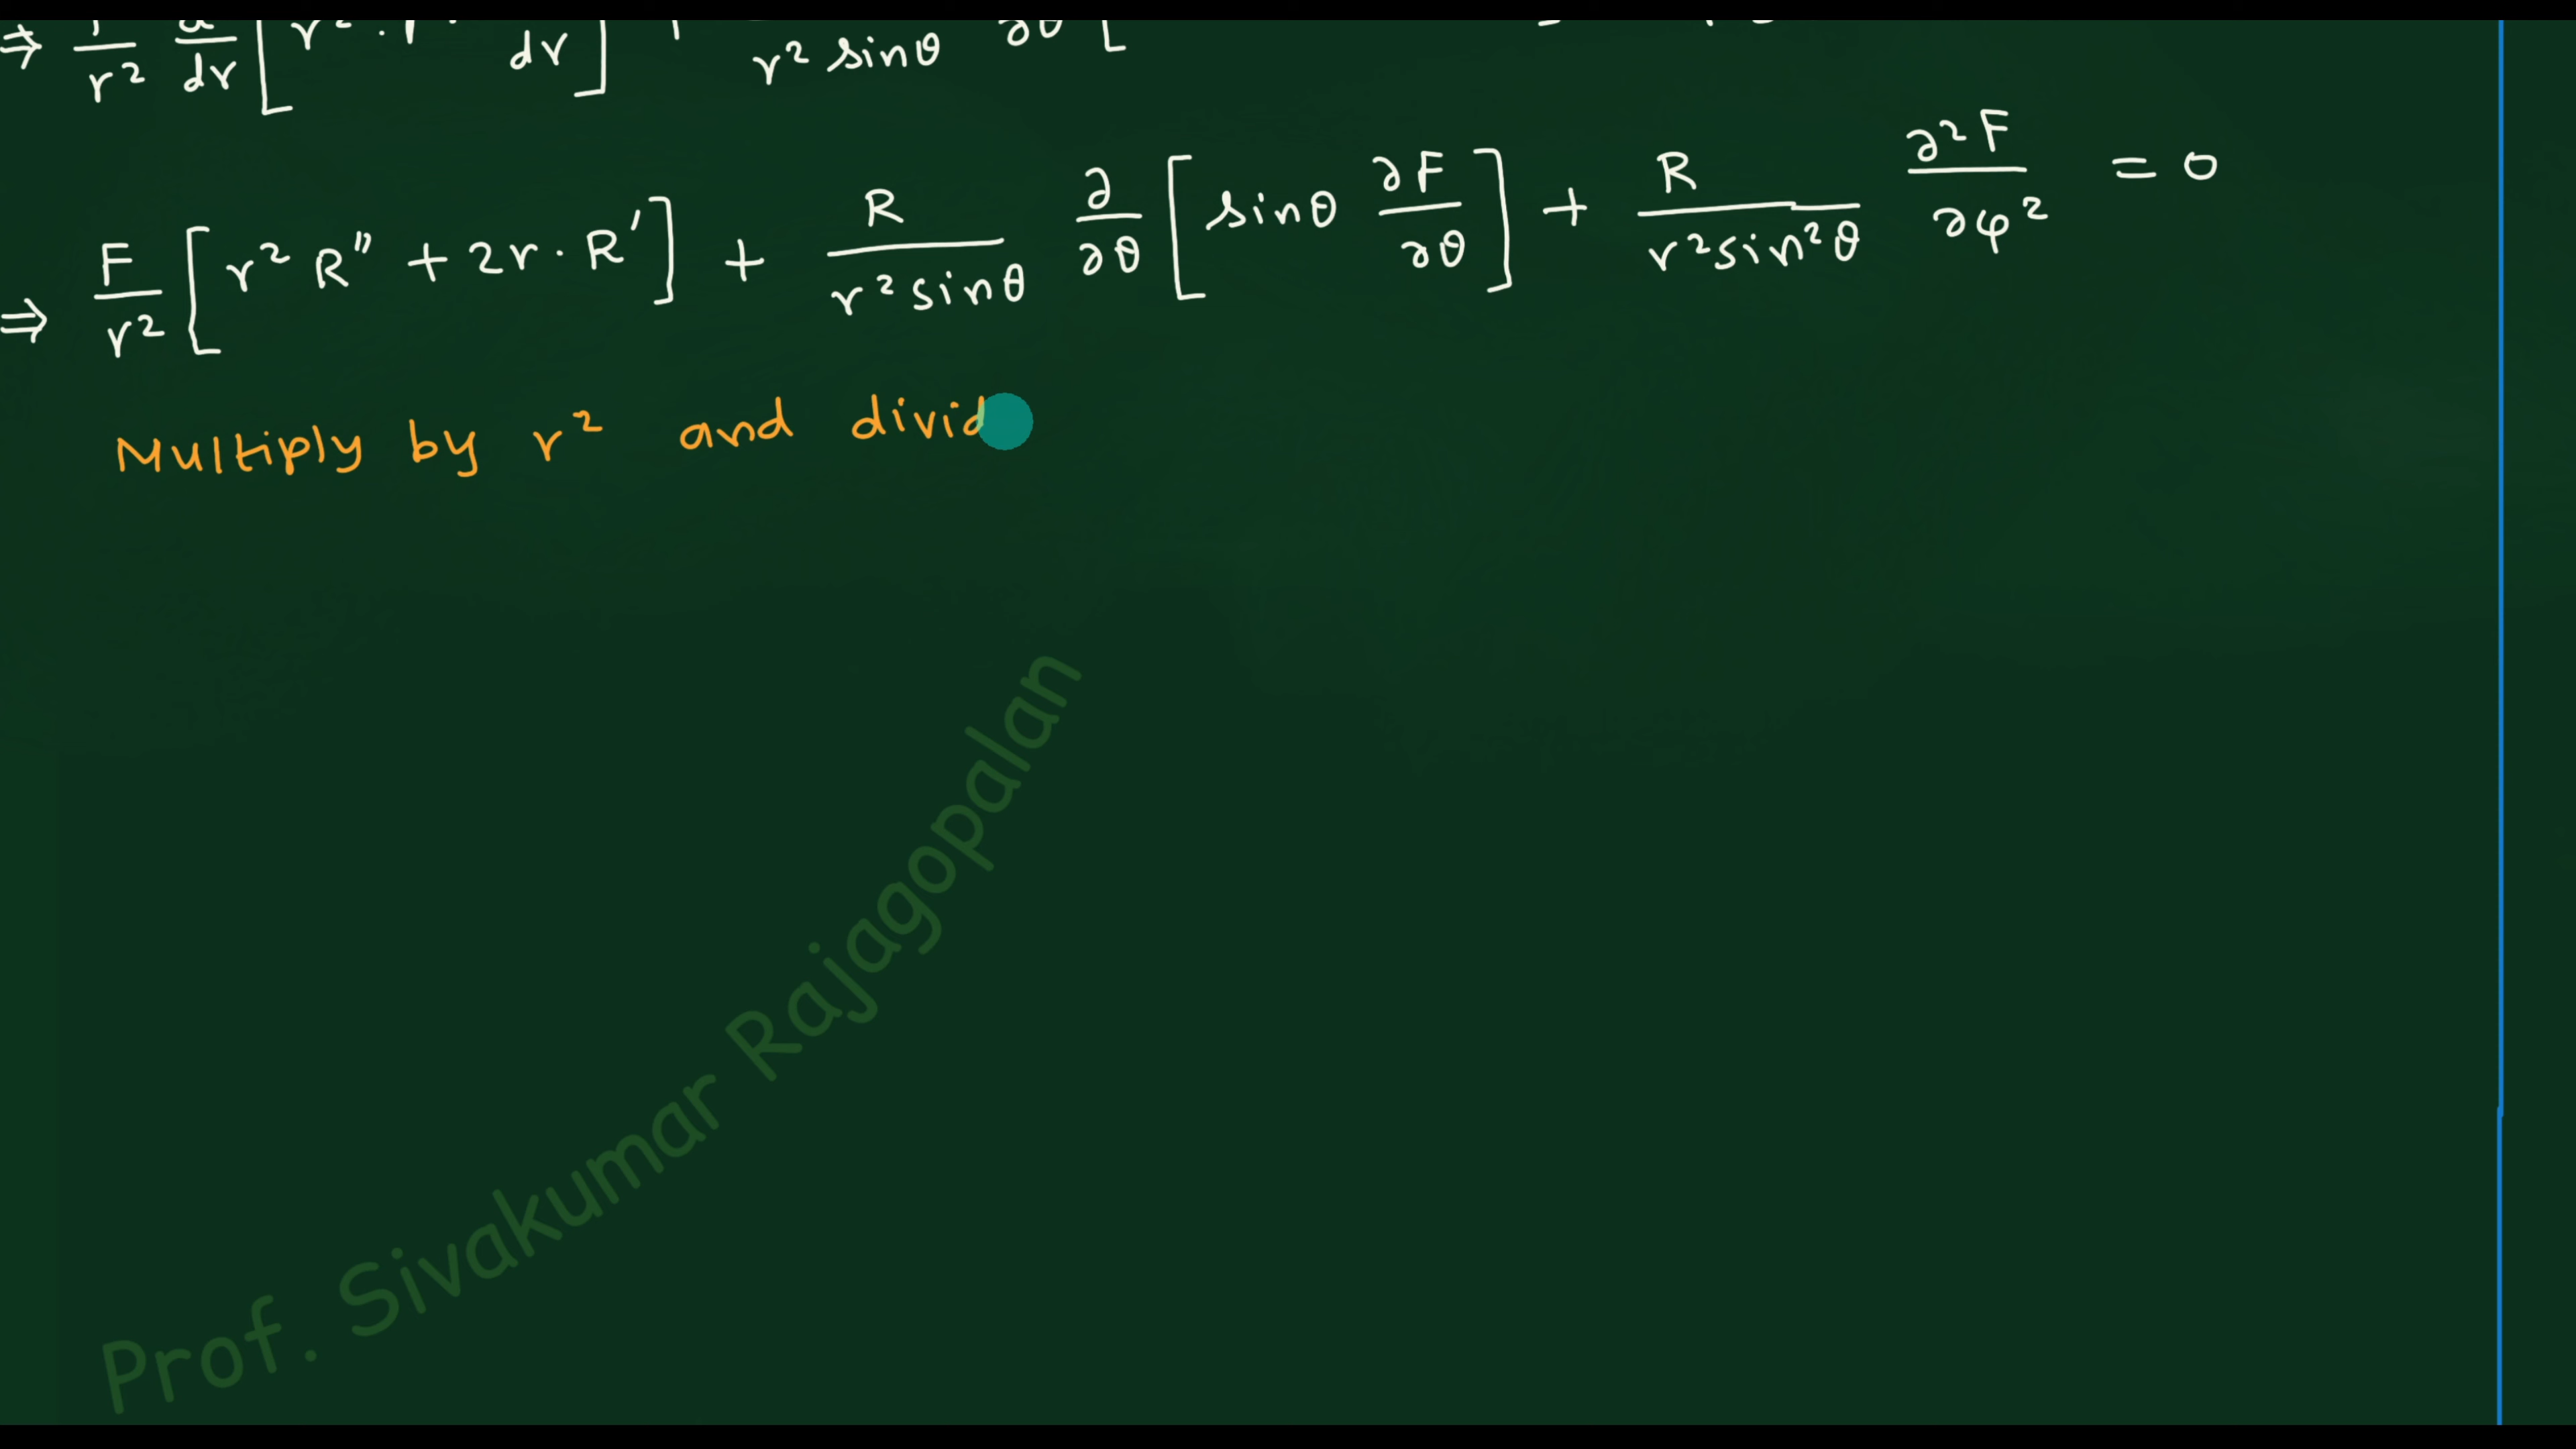 ⇒ 1/r² d/dr [r² · dr] + r² sinθ ∂θ [
⇒ F/r² [r² R″ + 2r · R′] + R/(r² sinθ) ∂/∂θ [sinθ ∂F/∂θ] + R/(r² sin²θ) ∂²F/∂φ² = 0
Multiply by r² and divid
Prof. Sivakumar Rajagopalan